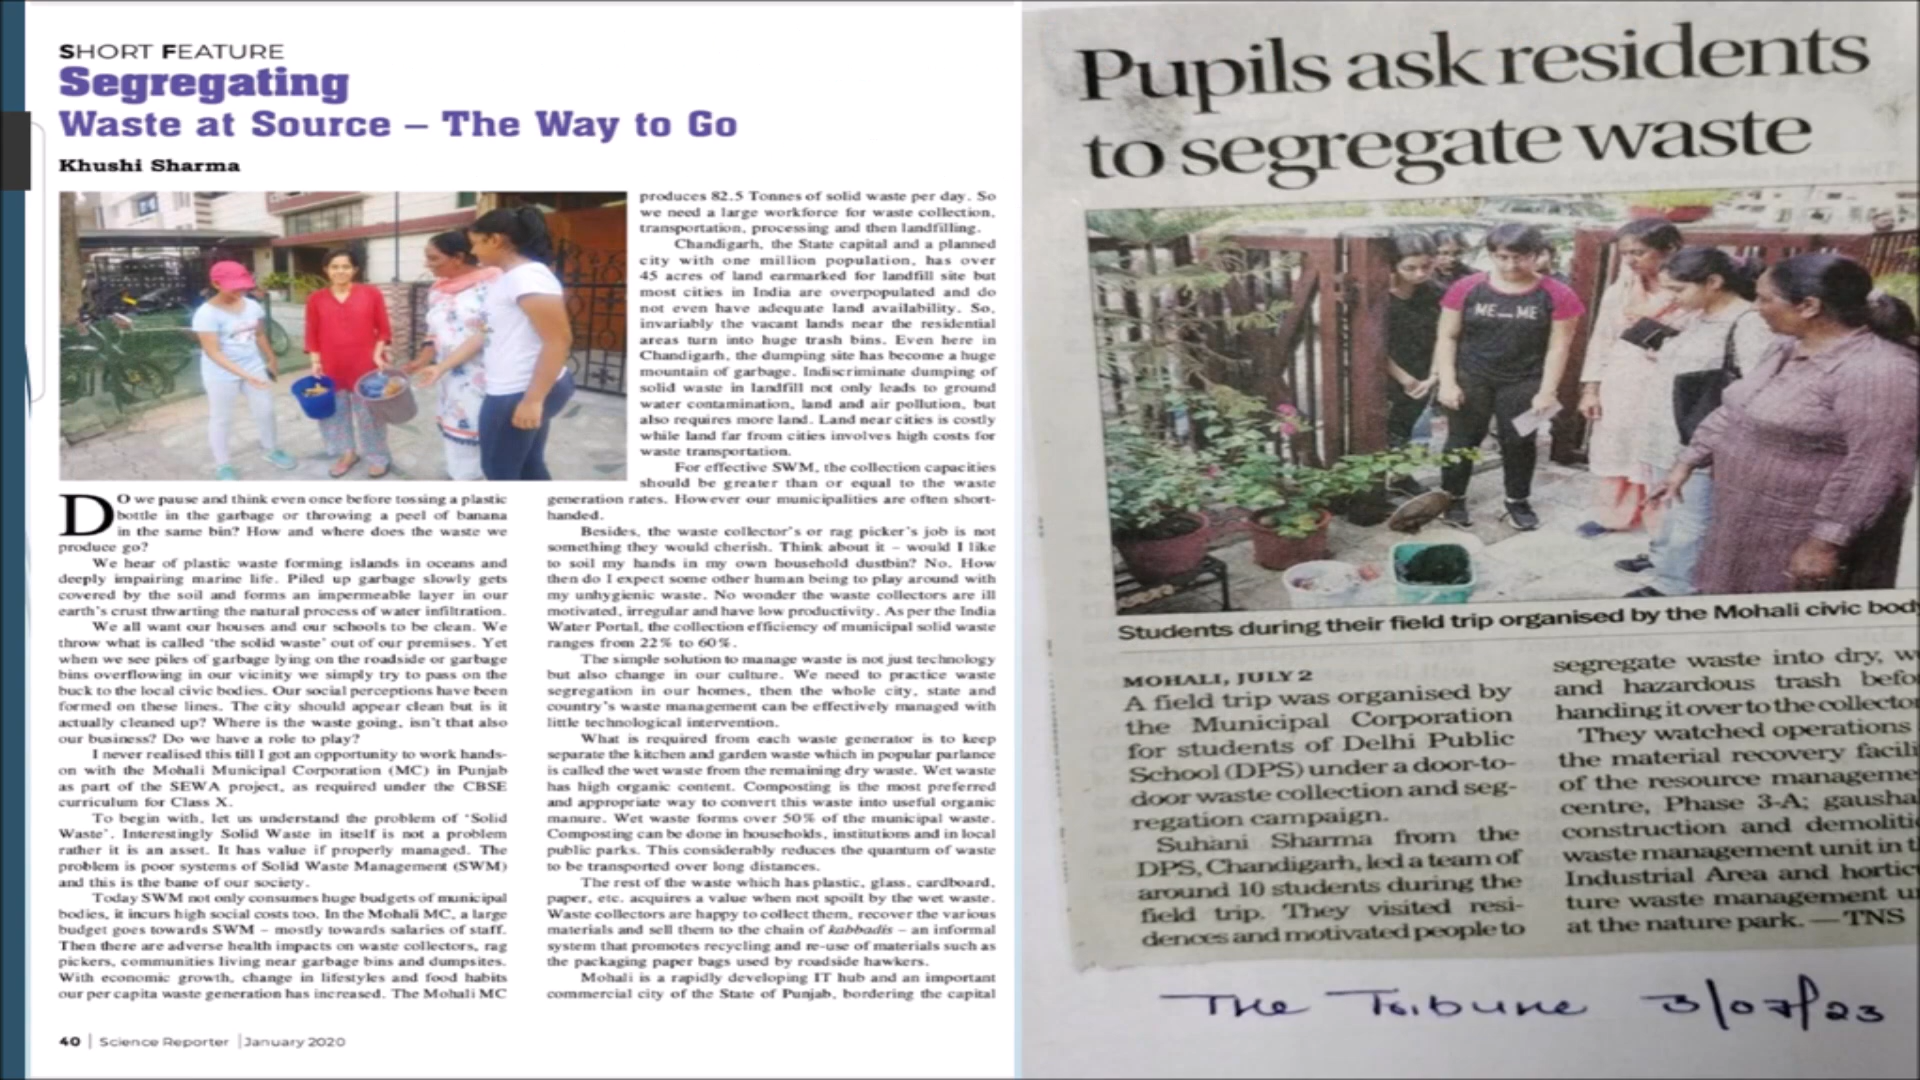 SHORT FEATURE
Segregating
Waste at Source – The Way to Go
Khushi Sharma
DO we pause and think even once before tossing a plastic
bottle in the garbage or throwing a peel of banana
in the same bin? How and where does the waste we
produce go?
We hear of plastic waste forming islands in oceans and
deeply impairing marine life. Piled up garbage slowly gets
covered by the soil and forms an impermeable layer in our
earth's crust thwarting the natural process of water infiltration.
We all want our houses and our schools to be clean. We
throw what is called 'the solid waste' out of our premises. Yet
when we see piles of garbage lying on the roadside or garbage
bins overflowing in our vicinity we simply try to pass on the
buck to the local civic bodies. Our social perceptions have been
formed on these lines. The city should appear clean but is it
actually cleaned up? Where is the waste going, isn't that also
our business? Do we have a role to play?
I never realised this till I got an opportunity to work hands-
on with the Mohali Municipal Corporation (MC) in Punjab
as part of the SEWA project, as required under the CBSE
curriculum for Class X.
To begin with, let us understand the problem of 'Solid
Waste'. Interestingly Solid Waste in itself is not a problem
rather it is an asset. It has value if properly managed. The
problem is poor systems of Solid Waste Management (SWM)
and this is the bane of our society.
Today SWM not only consumes huge budgets of municipal
bodies, it incurs high social costs too. In the Mohali MC, a large
budget goes towards SWM – mostly towards salaries of staff.
Then there are adverse health impacts on waste collectors, rag
pickers, communities living near garbage bins and dumpsites.
With economic growth, change in lifestyles and food habits
our per capita waste generation has increased. The Mohali MC
produces 82.5 Tonnes of solid waste per day. So
we need a large workforce for waste collection,
transportation, processing and then landfilling.
Chandigarh, the State capital and a planned
city with one million population, has over
45 acres of land earmarked for landfill site but
most cities in India are overpopulated and do
not even have adequate land availability. So,
invariably the vacant lands near the residential
areas turn into huge trash bins. Even here in
Chandigarh, the dumping site has become a huge
mountain of garbage. Indiscriminate dumping of
solid waste in landfill not only leads to ground
water contamination, land and air pollution, but
also requires more land. Land near cities is costly
while land far from cities involves high costs for
waste transportation.
For effective SWM, the collection capacities
should be greater than or equal to the waste
generation rates. However our municipalities are often short-
handed.
Besides, the waste collector's or rag picker's job is not
something they would cherish. Think about it – would I like
to soil my hands in my own household dustbin? No. How
then do I expect some other human being to play around with
my unhygienic waste. No wonder the waste collectors are ill
motivated, irregular and have low productivity. As per the India
Water Portal, the collection efficiency of municipal solid waste
ranges from 22% to 60%.
The simple solution to manage waste is not just technology
but also change in our culture. We need to practice waste
segregation in our homes, then the whole city, state and
country's waste management can be effectively managed with
little technological intervention.
What is required from each waste generator is to keep
separate the kitchen and garden waste which in popular parlance
is called the wet waste from the remaining dry waste. Wet waste
has high organic content. Composting is the most preferred
and appropriate way to convert this waste into useful organic
manure. Wet waste forms over 50% of the municipal waste.
Composting can be done in households, institutions and in local
public parks. This considerably reduces the quantum of waste
to be transported over long distances.
The rest of the waste which has plastic, glass, cardboard,
paper, etc. acquires a value when not spoilt by the wet waste.
Waste collectors are happy to collect them, recover the various
materials and sell them to the chain of kabbadis – an informal
system that promotes recycling and re-use of materials such as
the packaging paper bags used by roadside hawkers.
Mohali is a rapidly developing IT hub and an important
commercial city of the State of Punjab, bordering the capital
40 | Science Reporter | January 2020
Pupils ask residents
to segregate waste
ME ME
Students during their field trip organised by the Mohali civic body
MOHALI, JULY 2
A field trip was organised by
the Municipal Corporation
for students of Delhi Public
School (DPS) under a door-to-
door waste collection and seg-
regation campaign.
Suhani Sharma from the
DPS, Chandigarh, led a team of
around 10 students during the
field trip. They visited resi-
dences and motivated people to
segregate waste into dry, w
and hazardous trash befo
handing it over to the collector
They watched operations
the material recovery facili
of the resource manageme
centre, Phase 3-A; gausha
construction and demoliti
waste management unit in t
Industrial Area and hortic
ture waste management u
at the nature park. — TNS
The Tribune 3/07/23